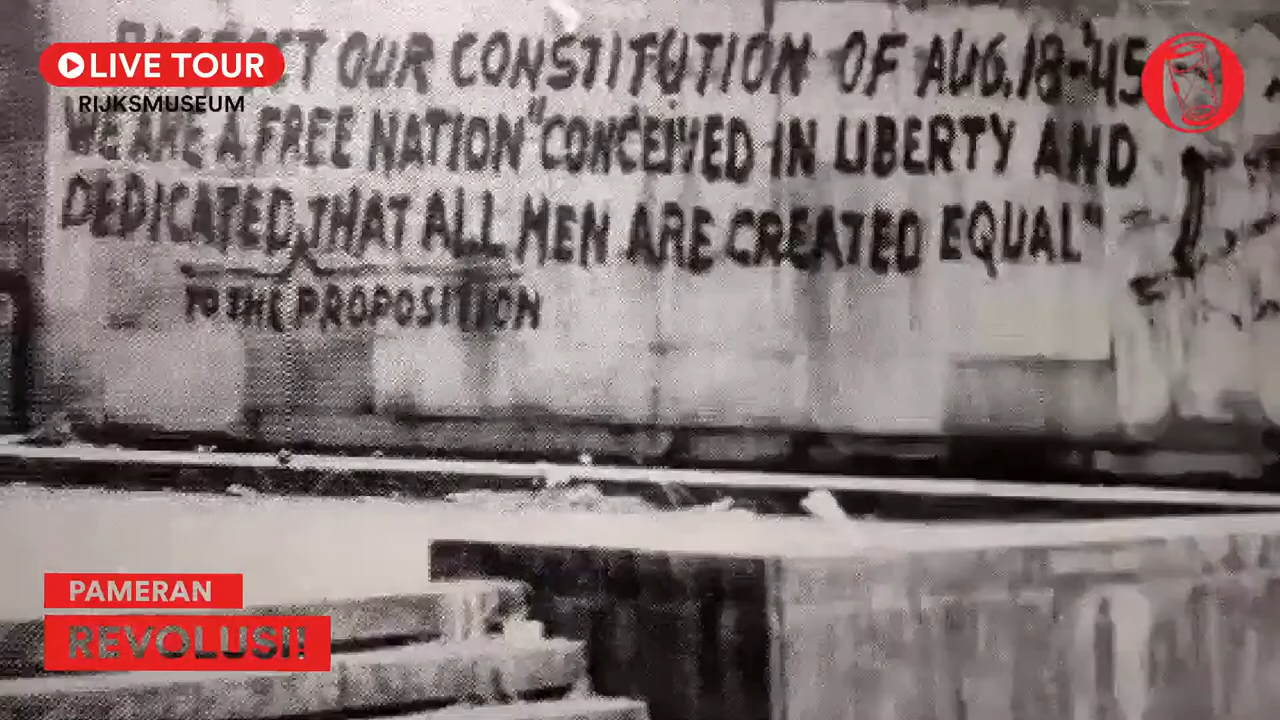 LIVE TOUR
RIJKSMUSEUM
OUR CONSTITUTION OF AUG.18-'45
WE ARE A FREE NATION "CONCEIVED IN LIBERTY AND
DEDICATED THAT ALL MEN ARE CREATED EQUAL"
TO THE PROPOSITION
PAMERAN
REVOLUSI!